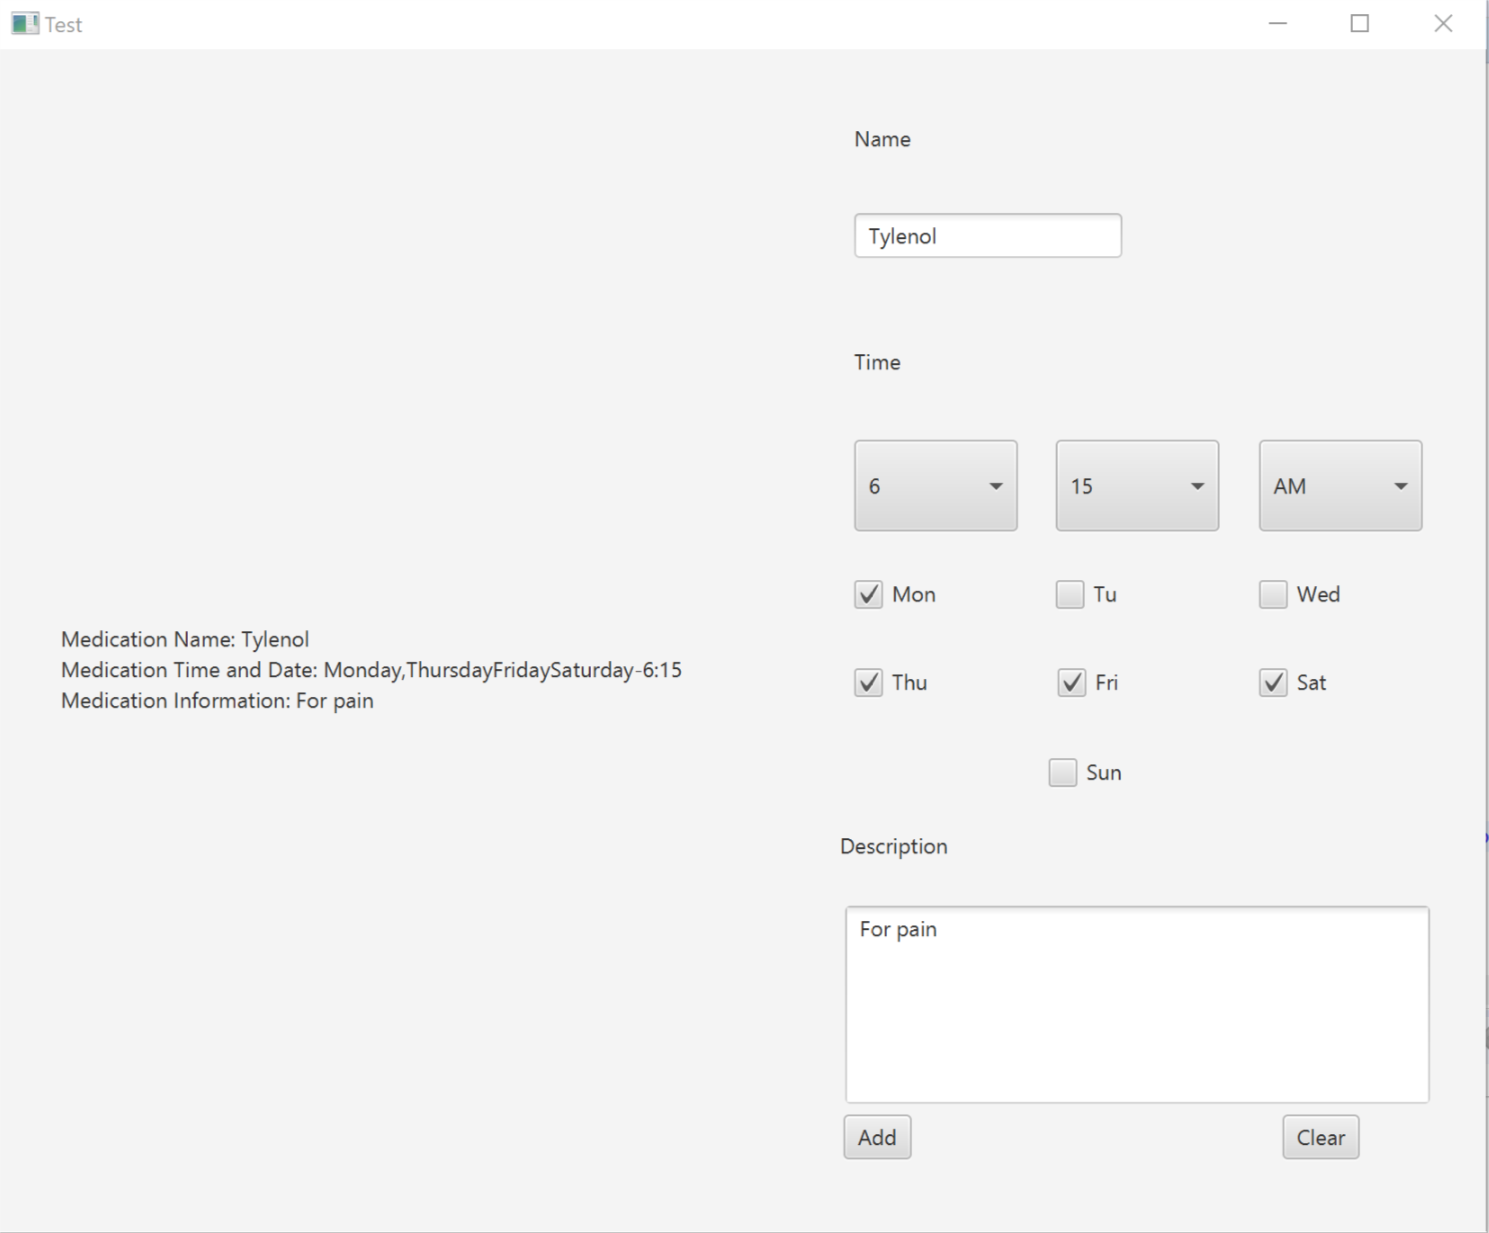 Test
Name
Tylenol
Time
6 15 AM
Mon Tu Wed
Medication Name: Tylenol
Medication Time and Date: Monday,ThursdayFridaySaturday-6:15
Medication Information: For pain
Thu Fri Sat
Sun
Description
For pain
Add Clear